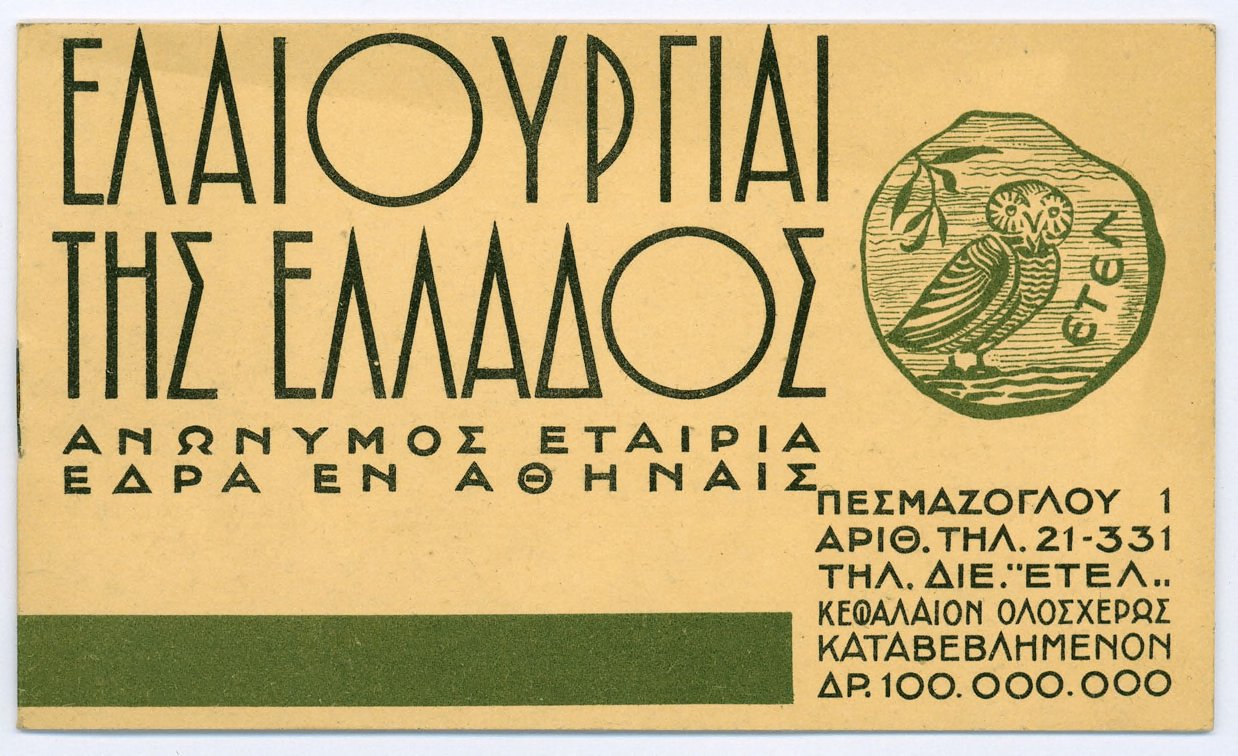 ΕΛΑΙΟΥΡΓΙΑΙ
ΤΗΣ ΕΛΛΑΔΟΣ
ΑΝΩΝΥΜΟΣ ΕΤΑΙΡΙΑ
ΕΔΡΑ ΕΝ ΑΘΗΝΑΙΣ
ΕΤΕΛ
ΠΕΣΜΑΖΟΓΛΟΥ 1
ΑΡΙΘ. ΤΗΛ. 21-331
ΤΗΛ. ΔΙΕ. "ΕΤΕΛ„
ΚΕΦΑΛΑΙΟΝ ΟΛΟΣΧΕΡΩΣ
ΚΑΤΑΒΕΒΛΗΜΕΝΟΝ
ΔΡ. 100.000.000